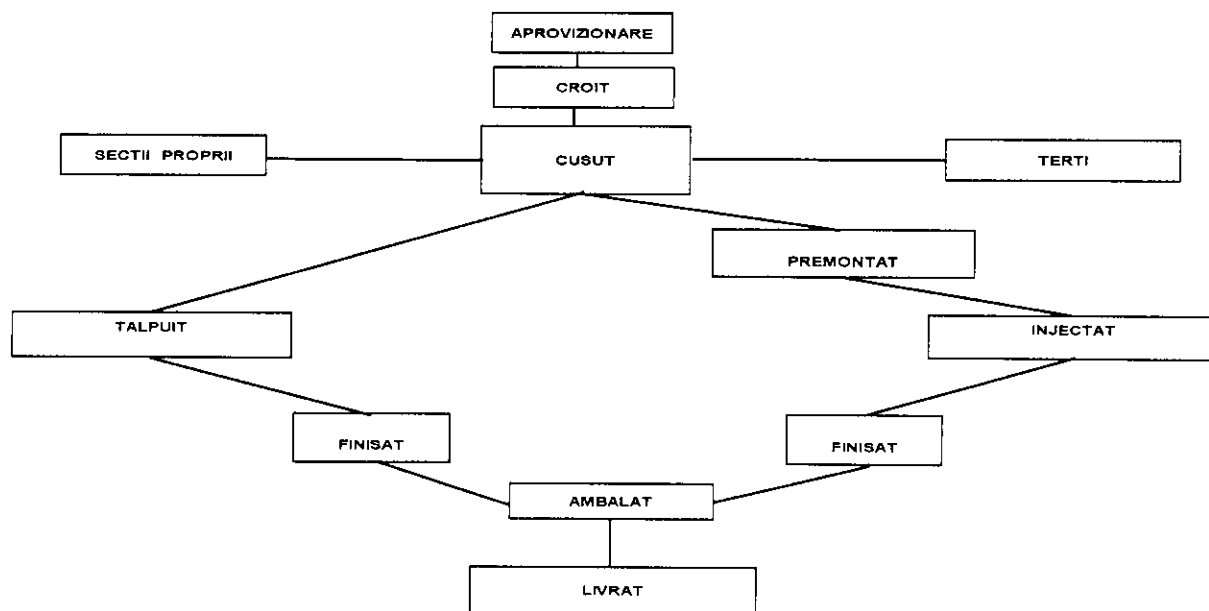 APROVIZIONARE
CROIT
SECTII PROPRII
CUSUT
TERTI
PREMONTAT
TALPUIT
INJECTAT
FINISAT
FINISAT
AMBALAT
LIVRAT